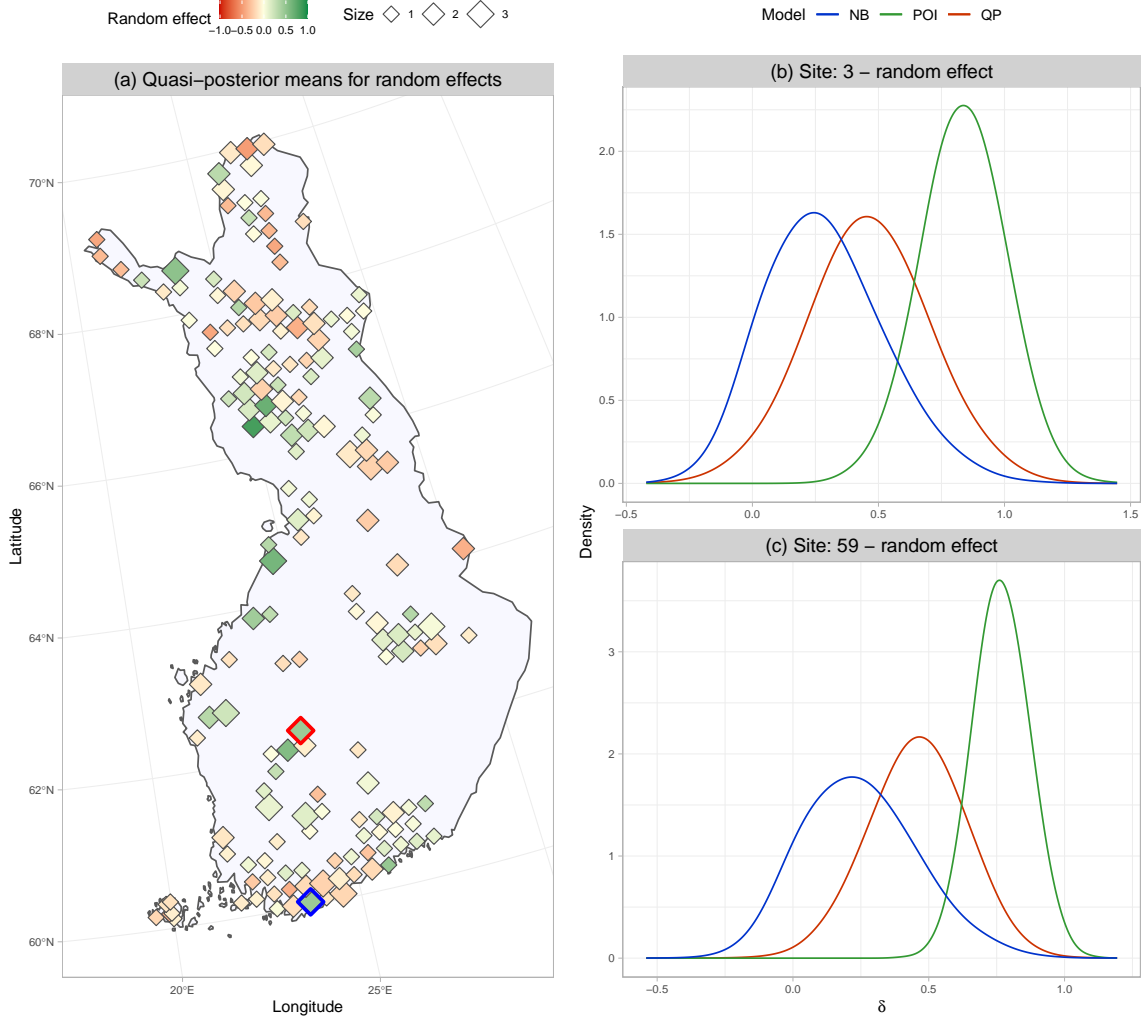 Random effect
−1.0−0.5 0.0 0.5 1.0
Size 1 2 3
Model NB POI QP
(a) Quasi−posterior means for random effects
70°N
68°N
66°N
64°N
62°N
60°N
20°E 25°E
Latitude
Longitude
(b) Site: 3 − random effect
2.0
1.5
1.0
0.5
0.0
−0.5 0.0 0.5 1.0 1.5
Density
(c) Site: 59 − random effect
3
2
1
0
−0.5 0.0 0.5 1.0
δ